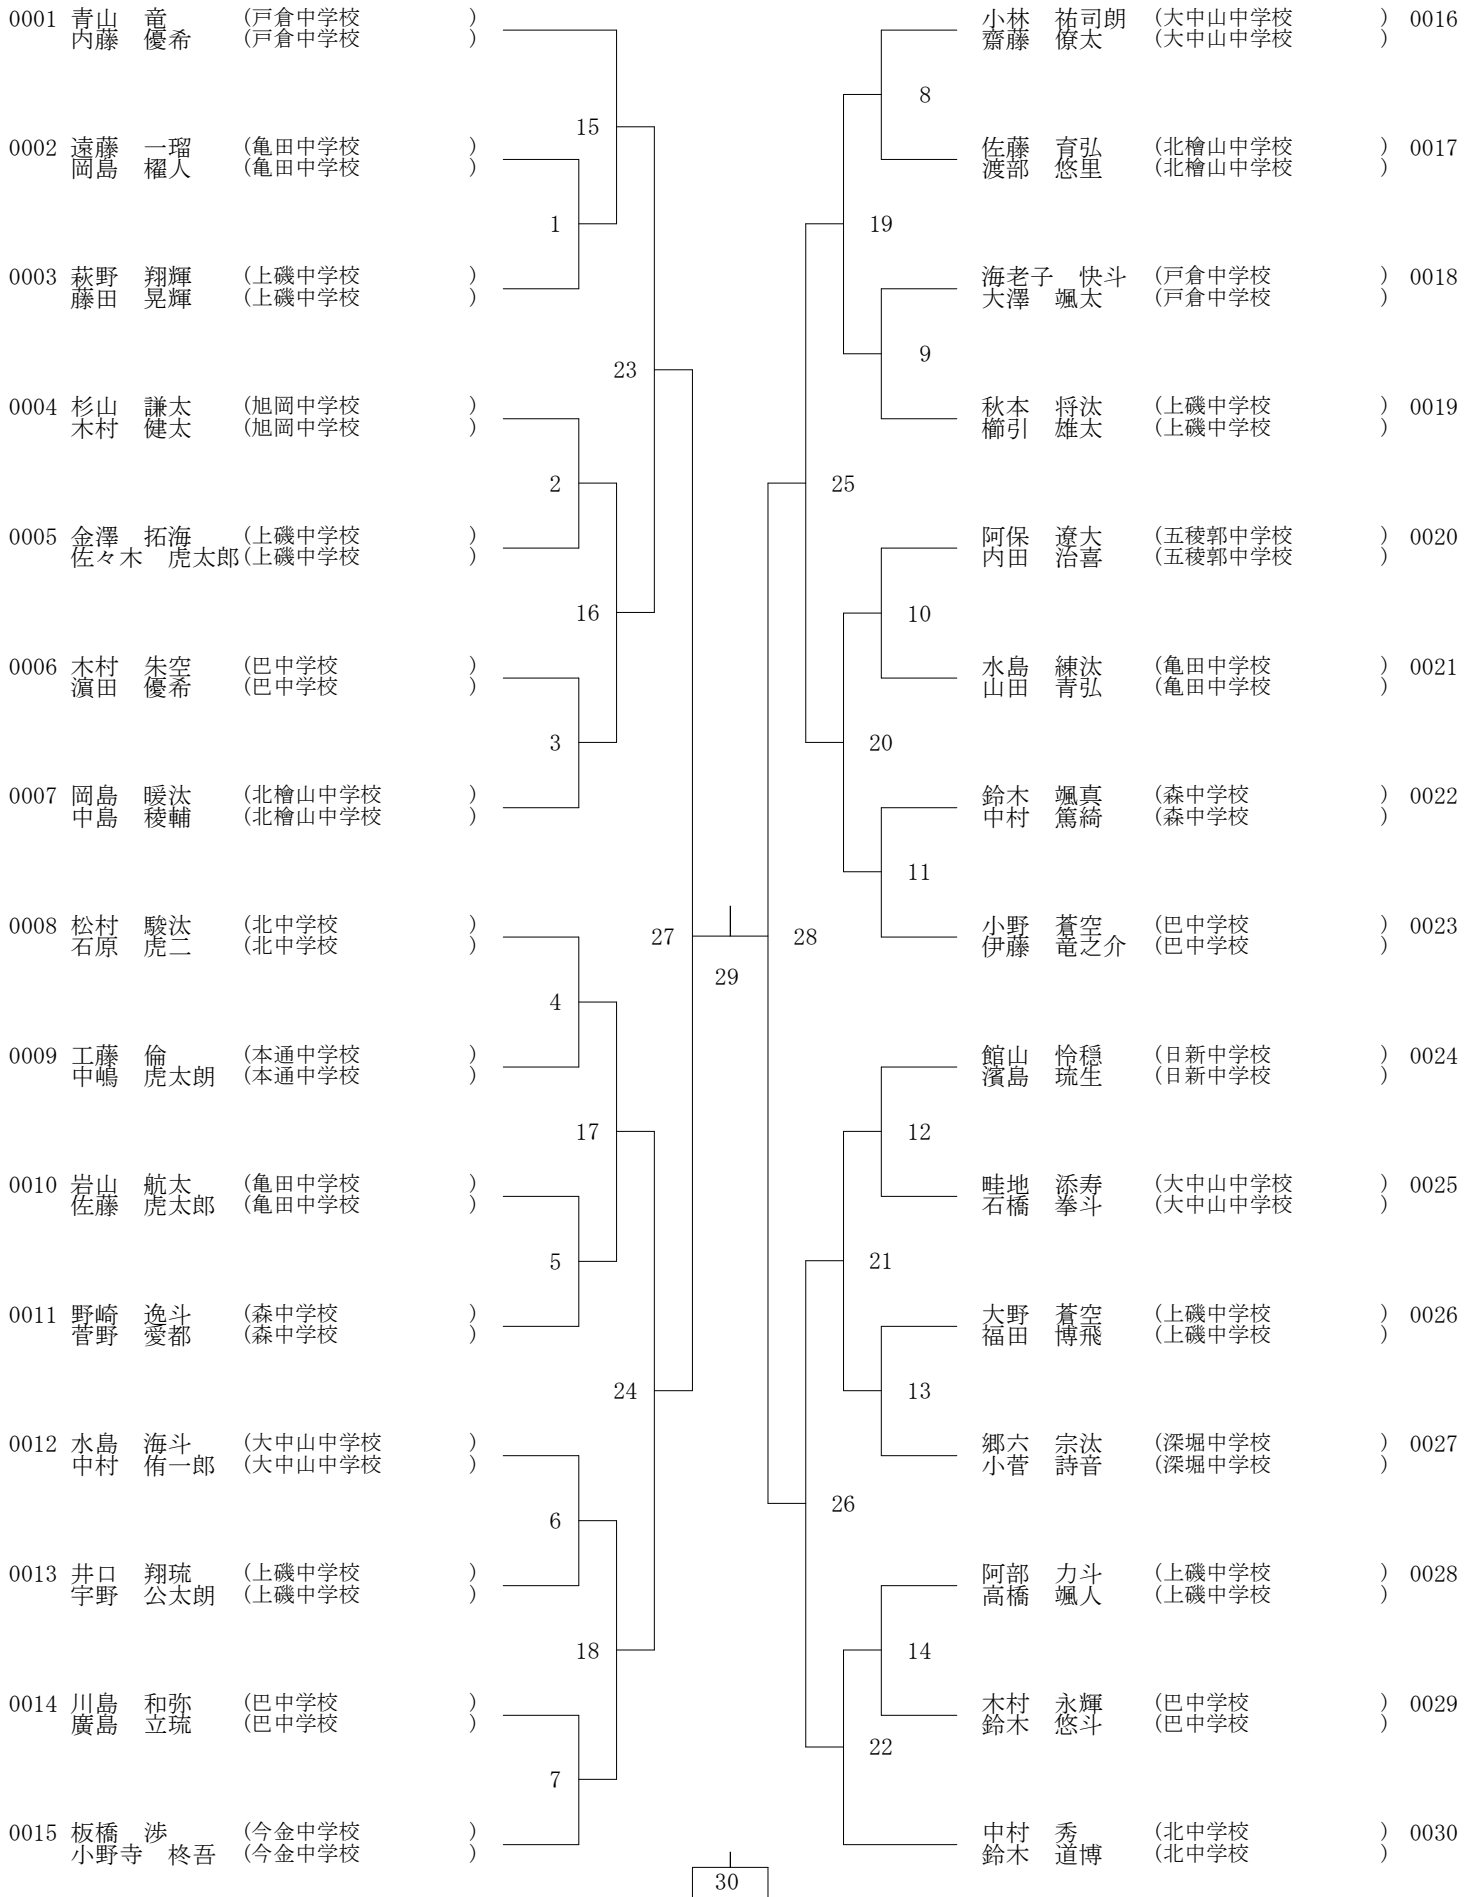 0001 青山　竜　(戸倉中学校　)
内藤　優希　(戸倉中学校　)
15
0002 遠藤　一瑠　(亀田中学校　)
岡島　櫂人　(亀田中学校　)
1
0003 萩野　翔輝　(上磯中学校　)
藤田　晃輝　(上磯中学校　)
23
0004 杉山　謙太　(旭岡中学校　)
木村　健太　(旭岡中学校　)
2
0005 金澤　拓海　(上磯中学校　)
佐々木　虎太郎(上磯中学校　)
16
0006 木村　朱空　(巴中学校　)
濵田　優希　(巴中学校　)
3
0007 岡島　暖汰　(北檜山中学校　)
中島　稜輔　(北檜山中学校　)
0008 松村　駿汰　(北中学校　)
石原　虎二　(北中学校　)
27
4
0009 工藤　倫　(本通中学校　)
中嶋　虎太朗　(本通中学校　)
17
0010 岩山　航太　(亀田中学校　)
佐藤　虎太郎　(亀田中学校　)
5
0011 野崎　逸斗　(森中学校　)
菅野　愛都　(森中学校　)
24
0012 水島　海斗　(大中山中学校　)
中村　侑一郎　(大中山中学校　)
6
0013 井口　翔琉　(上磯中学校　)
宇野　公太朗　(上磯中学校　)
18
0014 川島　和弥　(巴中学校　)
廣島　立琉　(巴中学校　)
7
0015 板橋　渉　(今金中学校　)
小野寺　柊吾　(今金中学校　)
29
30
小林　祐司朗　(大中山中学校　) 0016
齋藤　僚太　(大中山中学校　)
8
佐藤　育弘　(北檜山中学校　) 0017
渡部　悠里　(北檜山中学校　)
19
海老子　快斗　(戸倉中学校　) 0018
大澤　颯太　(戸倉中学校　)
9
秋本　将汰　(上磯中学校　) 0019
櫛引　雄太　(上磯中学校　)
25
阿保　遼大　(五稜郭中学校　) 0020
内田　治喜　(五稜郭中学校　)
10
水島　練汰　(亀田中学校　) 0021
山田　青弘　(亀田中学校　)
20
鈴木　颯真　(森中学校　) 0022
中村　篤綺　(森中学校　)
11
小野　蒼空　(巴中学校　) 0023
伊藤　竜之介　(巴中学校　)
28
館山　怜穏　(日新中学校　) 0024
濱島　琉生　(日新中学校　)
12
畦地　添寿　(大中山中学校　) 0025
石橋　拳斗　(大中山中学校　)
21
大野　蒼空　(上磯中学校　) 0026
福田　博飛　(上磯中学校　)
13
郷六　宗汰　(深堀中学校　) 0027
小菅　詩音　(深堀中学校　)
26
阿部　力斗　(上磯中学校　) 0028
高橋　颯人　(上磯中学校　)
14
木村　永輝　(巴中学校　) 0029
鈴木　悠斗　(巴中学校　)
22
中村　秀　(北中学校　) 0030
鈴木　道博　(北中学校　)